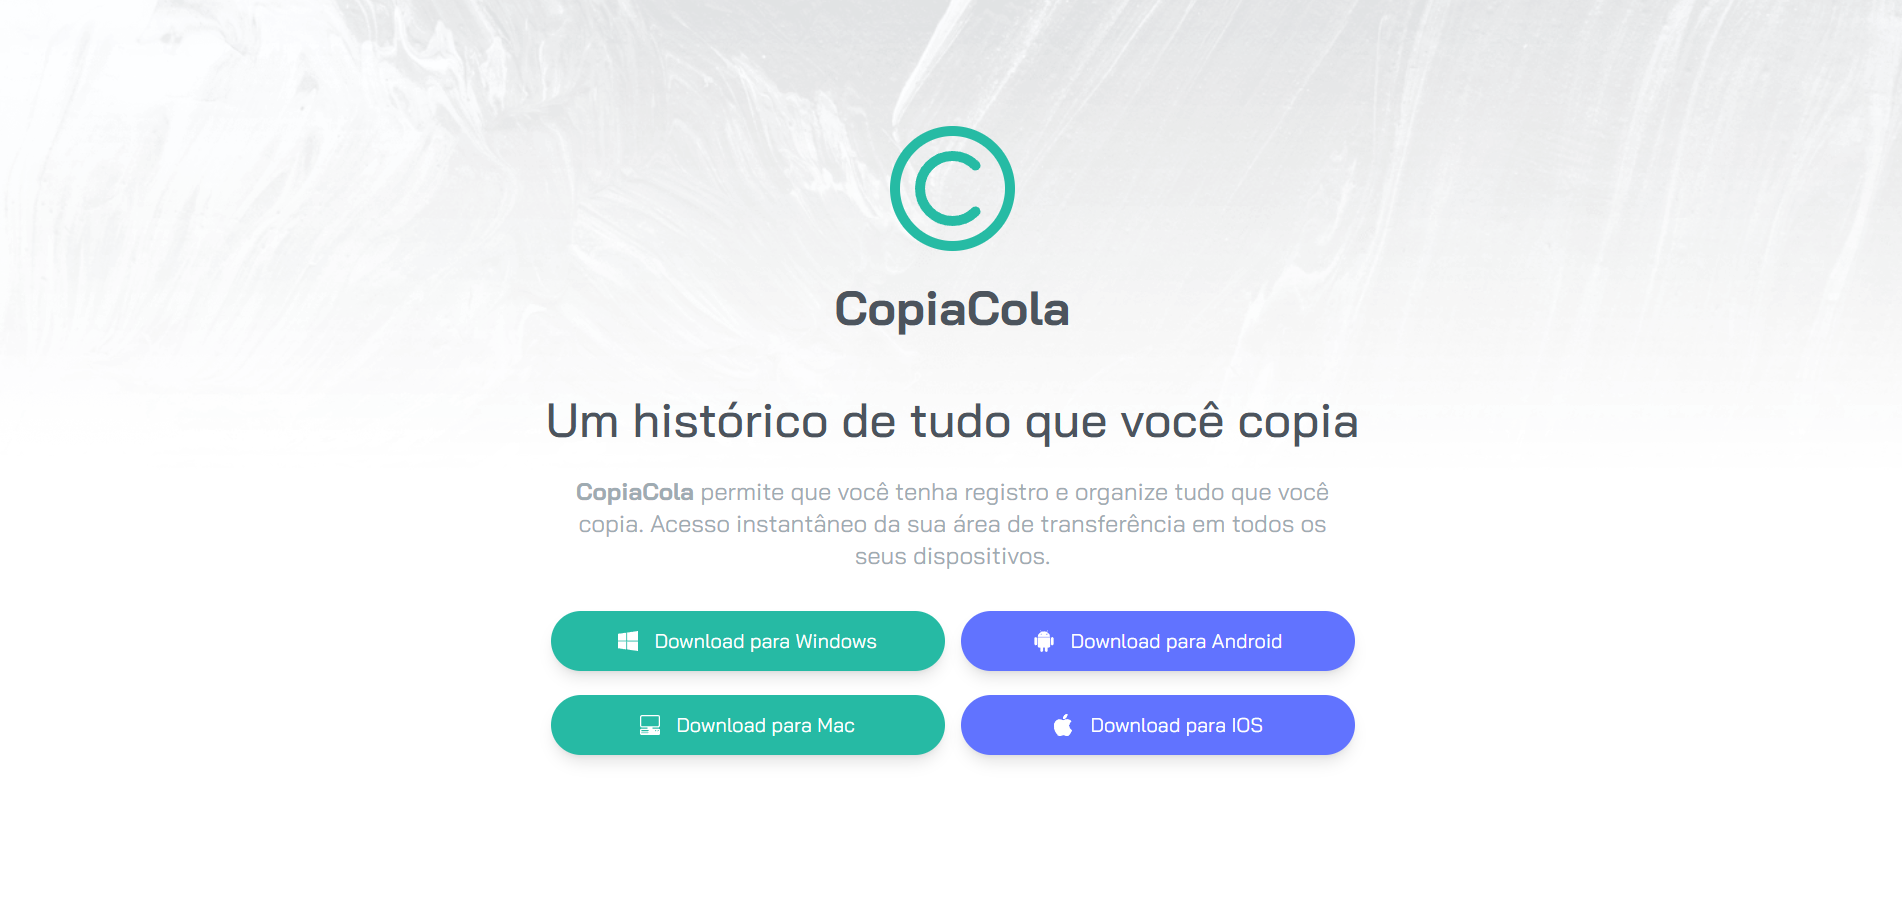 CopiaCola
Um histórico de tudo que você copia
CopiaCola permite que você tenha registro e organize tudo que você
copia. Acesso instantâneo da sua área de transferência em todos os
seus dispositivos.
Download para Windows
Download para Android
Download para Mac
Download para IOS